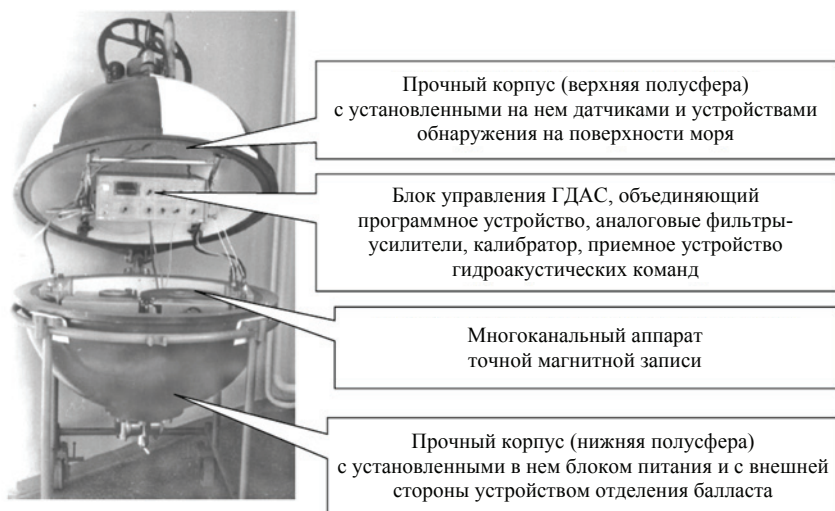 Прочный корпус (верхняя полусфера)
с установленными на нем датчиками и устройствами
обнаружения на поверхности моря
Блок управления ГДАС, объединяющий
программное устройство, аналоговые фильтры-
усилители, калибратор, приемное устройство
гидроакустических команд
Многоканальный аппарат
точной магнитной записи
Прочный корпус (нижняя полусфера)
с установленными в нем блоком питания и с внешней
стороны устройством отделения балласта